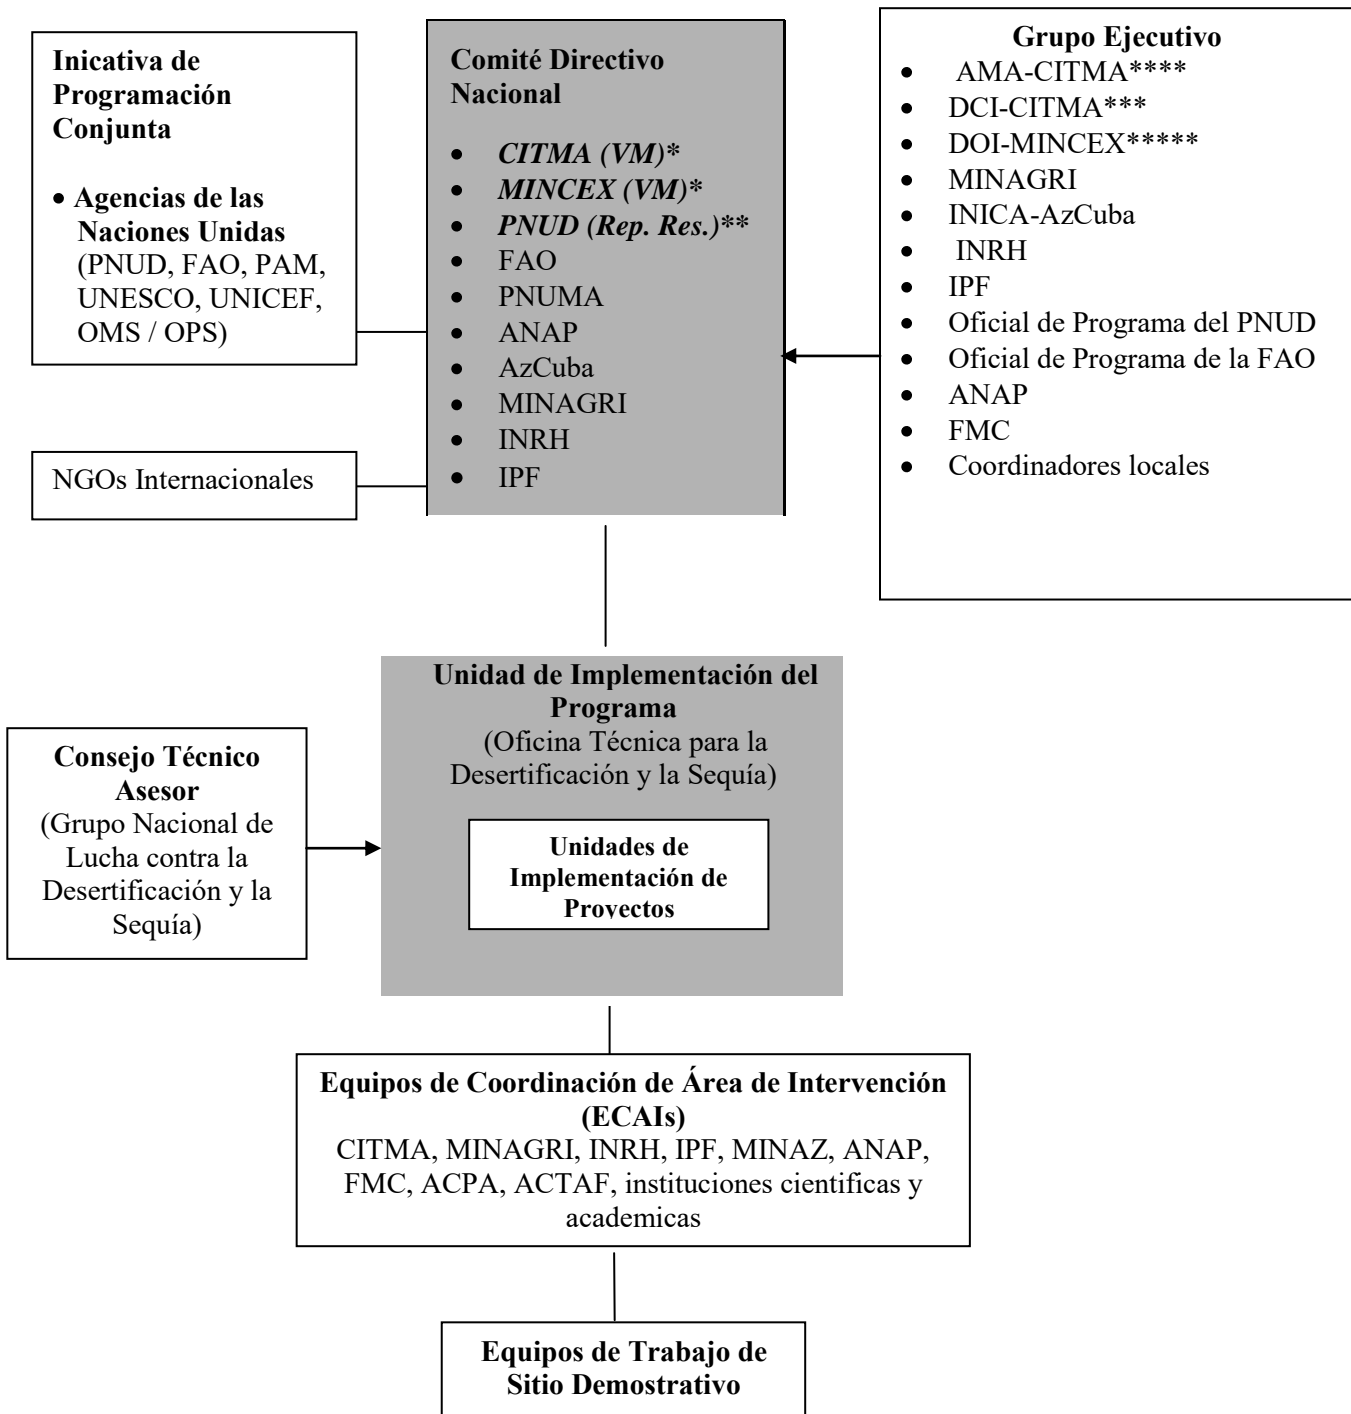 Inicativa de
Programación
Conjunta
• Agencias de las
Naciones Unidas
(PNUD, FAO, PAM,
UNESCO, UNICEF,
OMS / OPS)
NGOs Internacionales
Comité Directivo
Nacional
• CITMA (VM)*
• MINCEX (VM)*
• PNUD (Rep. Res.)**
• FAO
• PNUMA
• ANAP
• AzCuba
• MINAGRI
• INRH
• IPF
Grupo Ejecutivo
• AMA-CITMA****
• DCI-CITMA***
• DOI-MINCEX*****
• MINAGRI
• INICA-AzCuba
• INRH
• IPF
• Oficial de Programa del PNUD
• Oficial de Programa de la FAO
• ANAP
• FMC
• Coordinadores locales
Unidad de Implementación del
Programa
(Oficina Técnica para la
Desertificación y la Sequía)
Unidades de
Implementación de
Proyectos
Consejo Técnico
Asesor
(Grupo Nacional de
Lucha contra la
Desertificación y la
Sequía)
Equipos de Coordinación de Área de Intervención
(ECAIs)
CITMA, MINAGRI, INRH, IPF, MINAZ, ANAP,
FMC, ACPA, ACTAF, instituciones cientificas y
academicas
Equipos de Trabajo de
Sitio Demostrativo